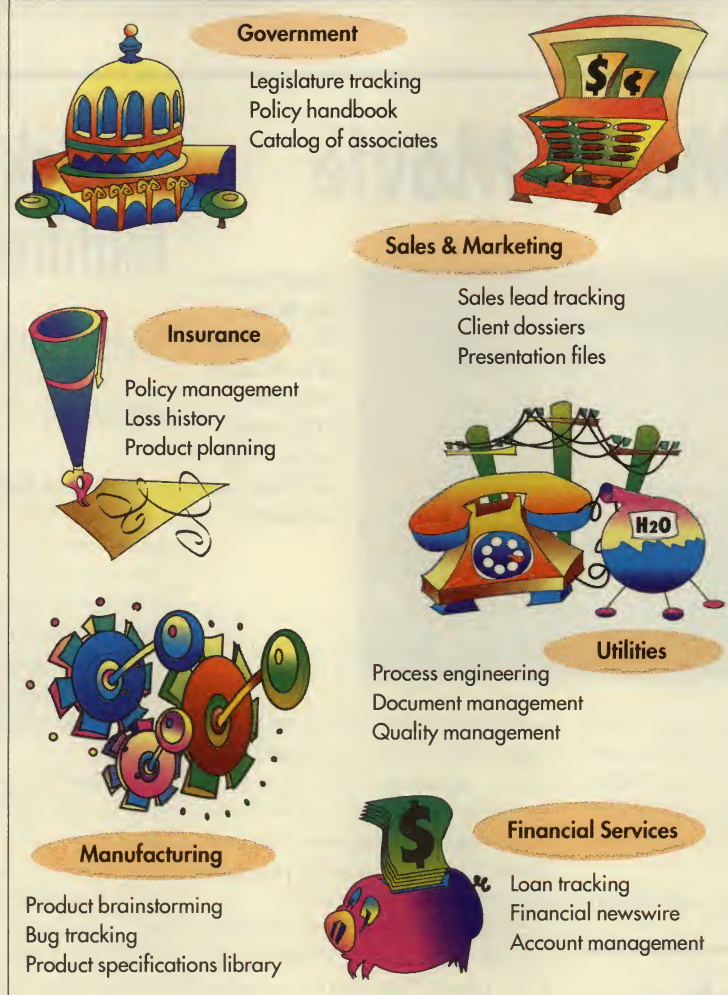 Government
Legislature tracking
Policy handbook
Catalog of associates
$ ¢
Sales & Marketing
Sales lead tracking
Client dossiers
Presentation files
Insurance
Policy management
Loss history
Product planning
H2O
Utilities
Process engineering
Document management
Quality management
Manufacturing
Product brainstorming
Bug tracking
Product specifications library
$
Financial Services
Loan tracking
Financial newswire
Account management